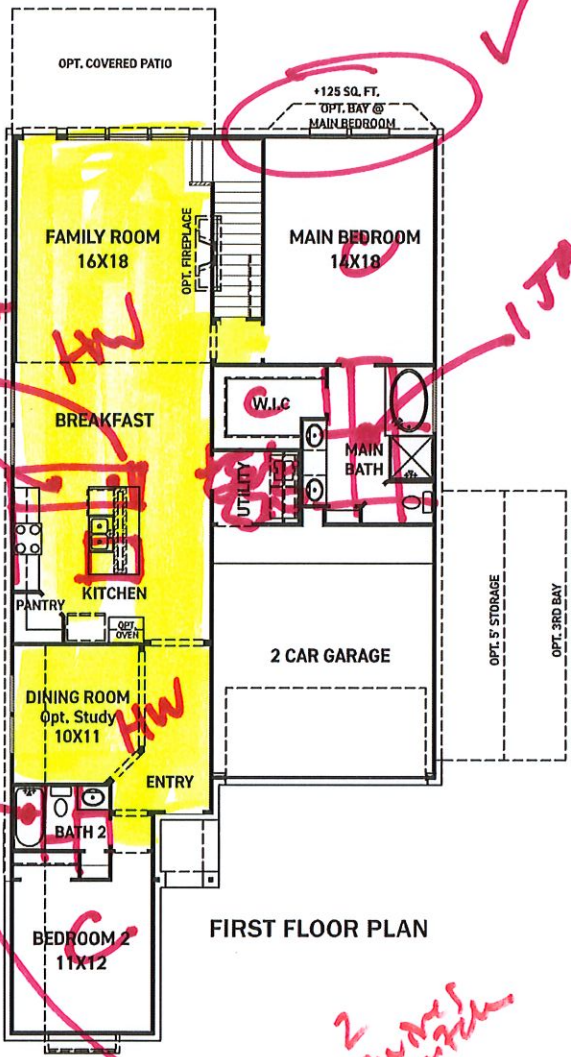 OPT. COVERED PATIO
+125 SQ. FT.
OPT. BAY @
MAIN BEDROOM
FAMILY ROOM
16X18
OPT. FIREPLACE
MAIN BEDROOM
14X18
C
HW
1
BREAKFAST
C
W.I.C
MAIN
BATH
UTILITY
KITCHEN
PANTRY
OPT.
OVEN
2 CAR GARAGE
OPT. 5' STORAGE
OPT. 3RD BAY
DINING ROOM
Opt. Study
10X11
HW
ENTRY
BATH 2
C
BEDROOM 2
11X12
FIRST FLOOR PLAN
2